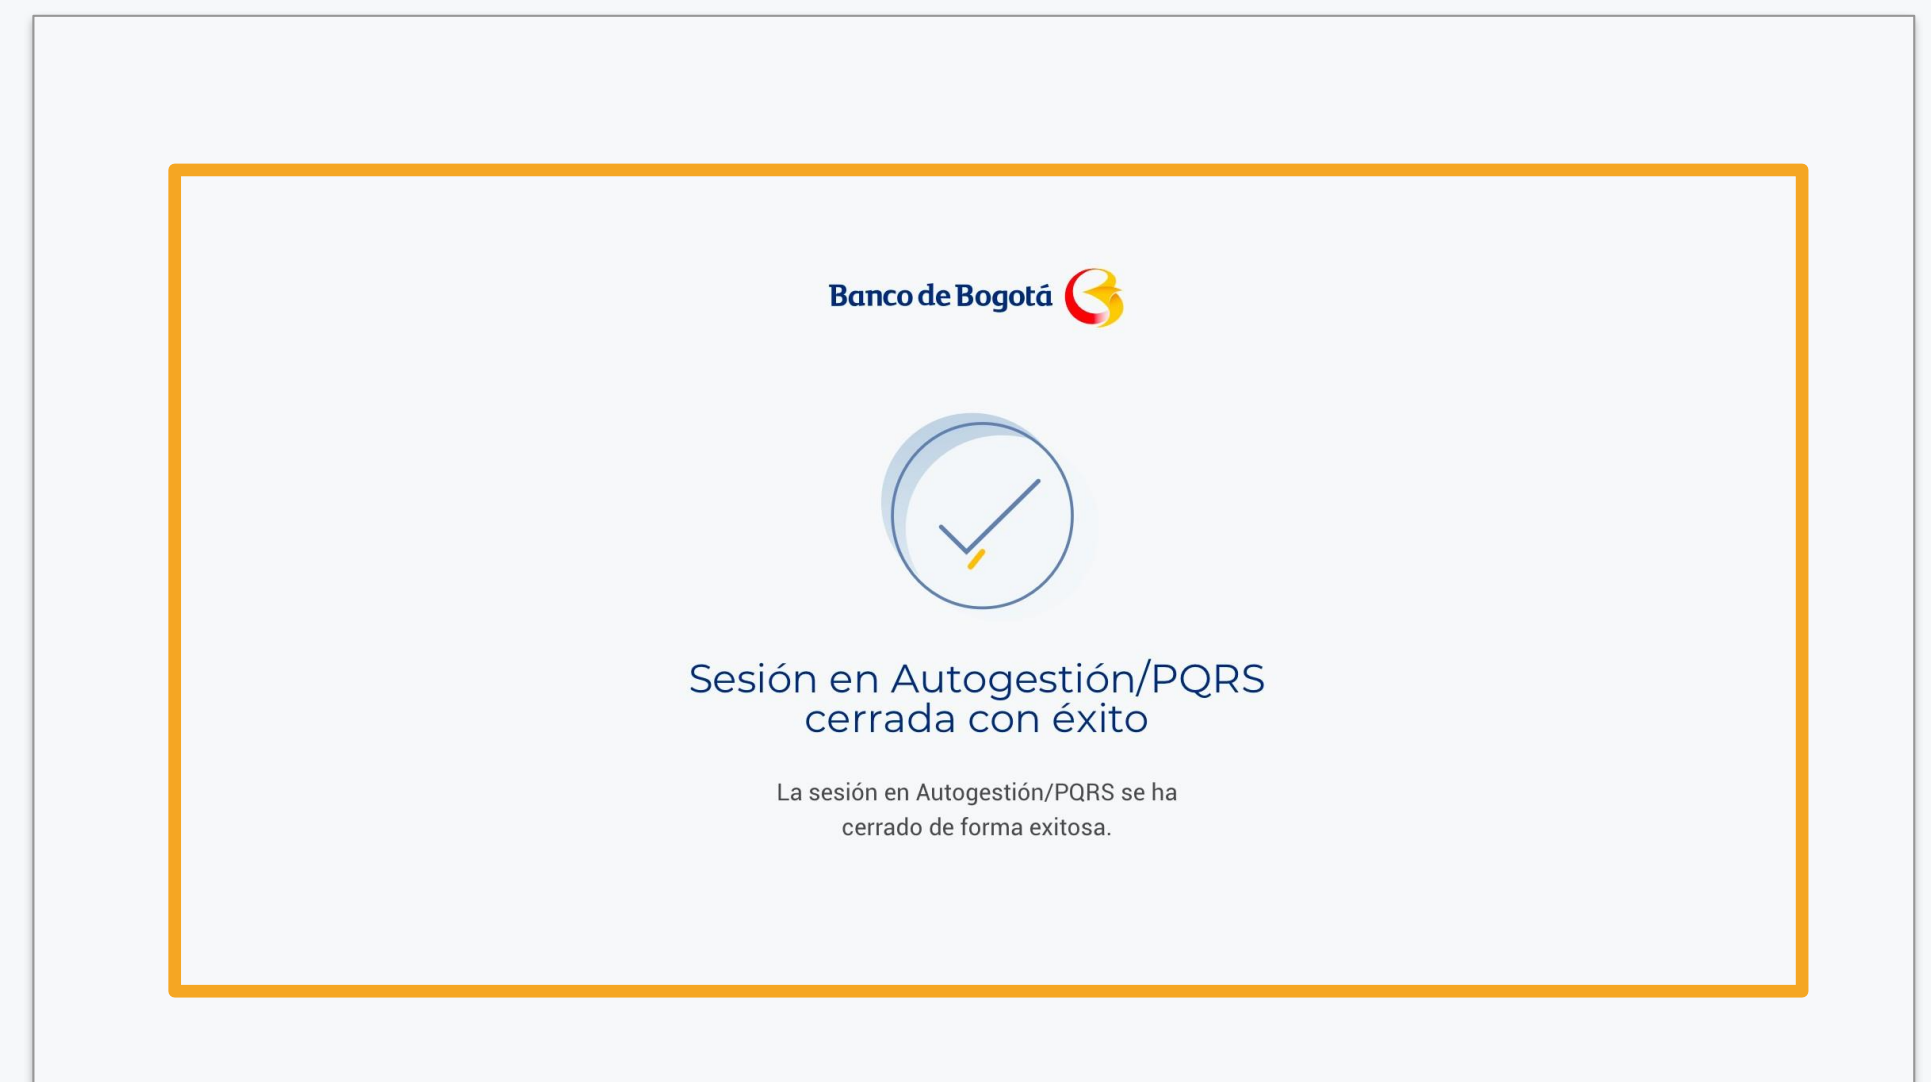 Banco de Bogotá
Sesión en Autogestión/PQRS
cerrada con éxito
La sesión en Autogestión/PQRS se ha
cerrado de forma exitosa.